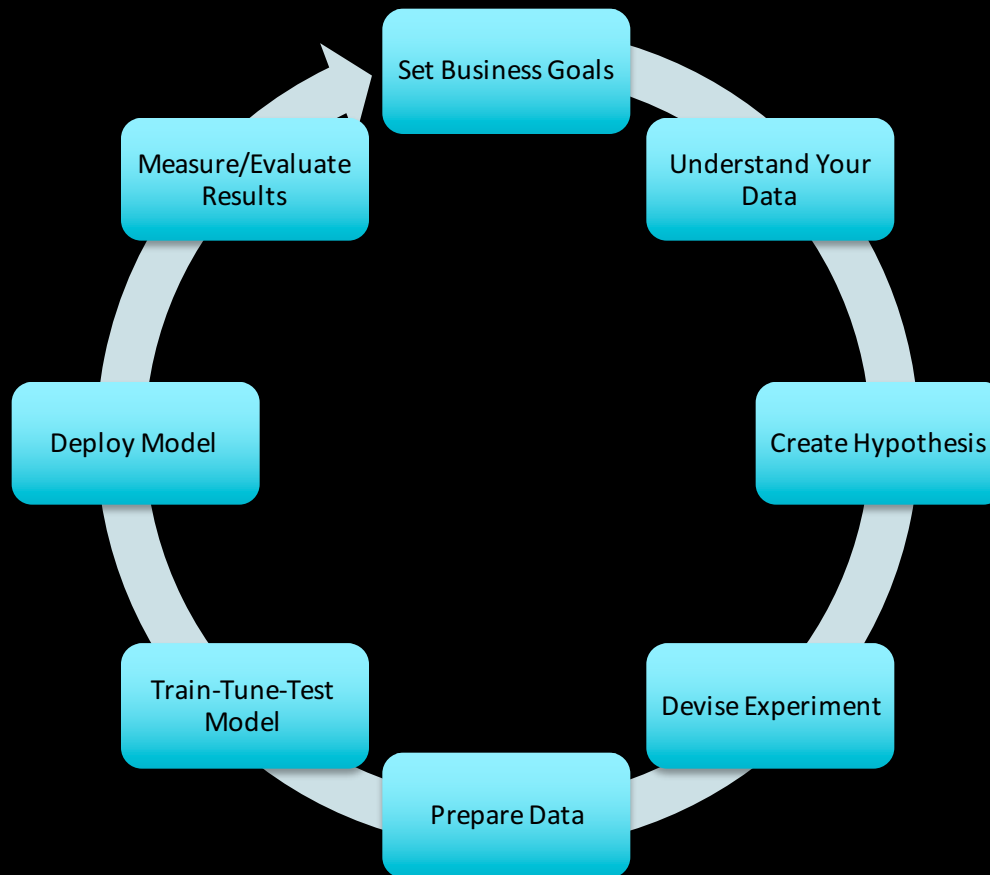 Set Business Goals
Understand Your
Data
Create Hypothesis
Devise Experiment
Prepare Data
Train-Tune-Test
Model
Deploy Model
Measure/Evaluate
Results